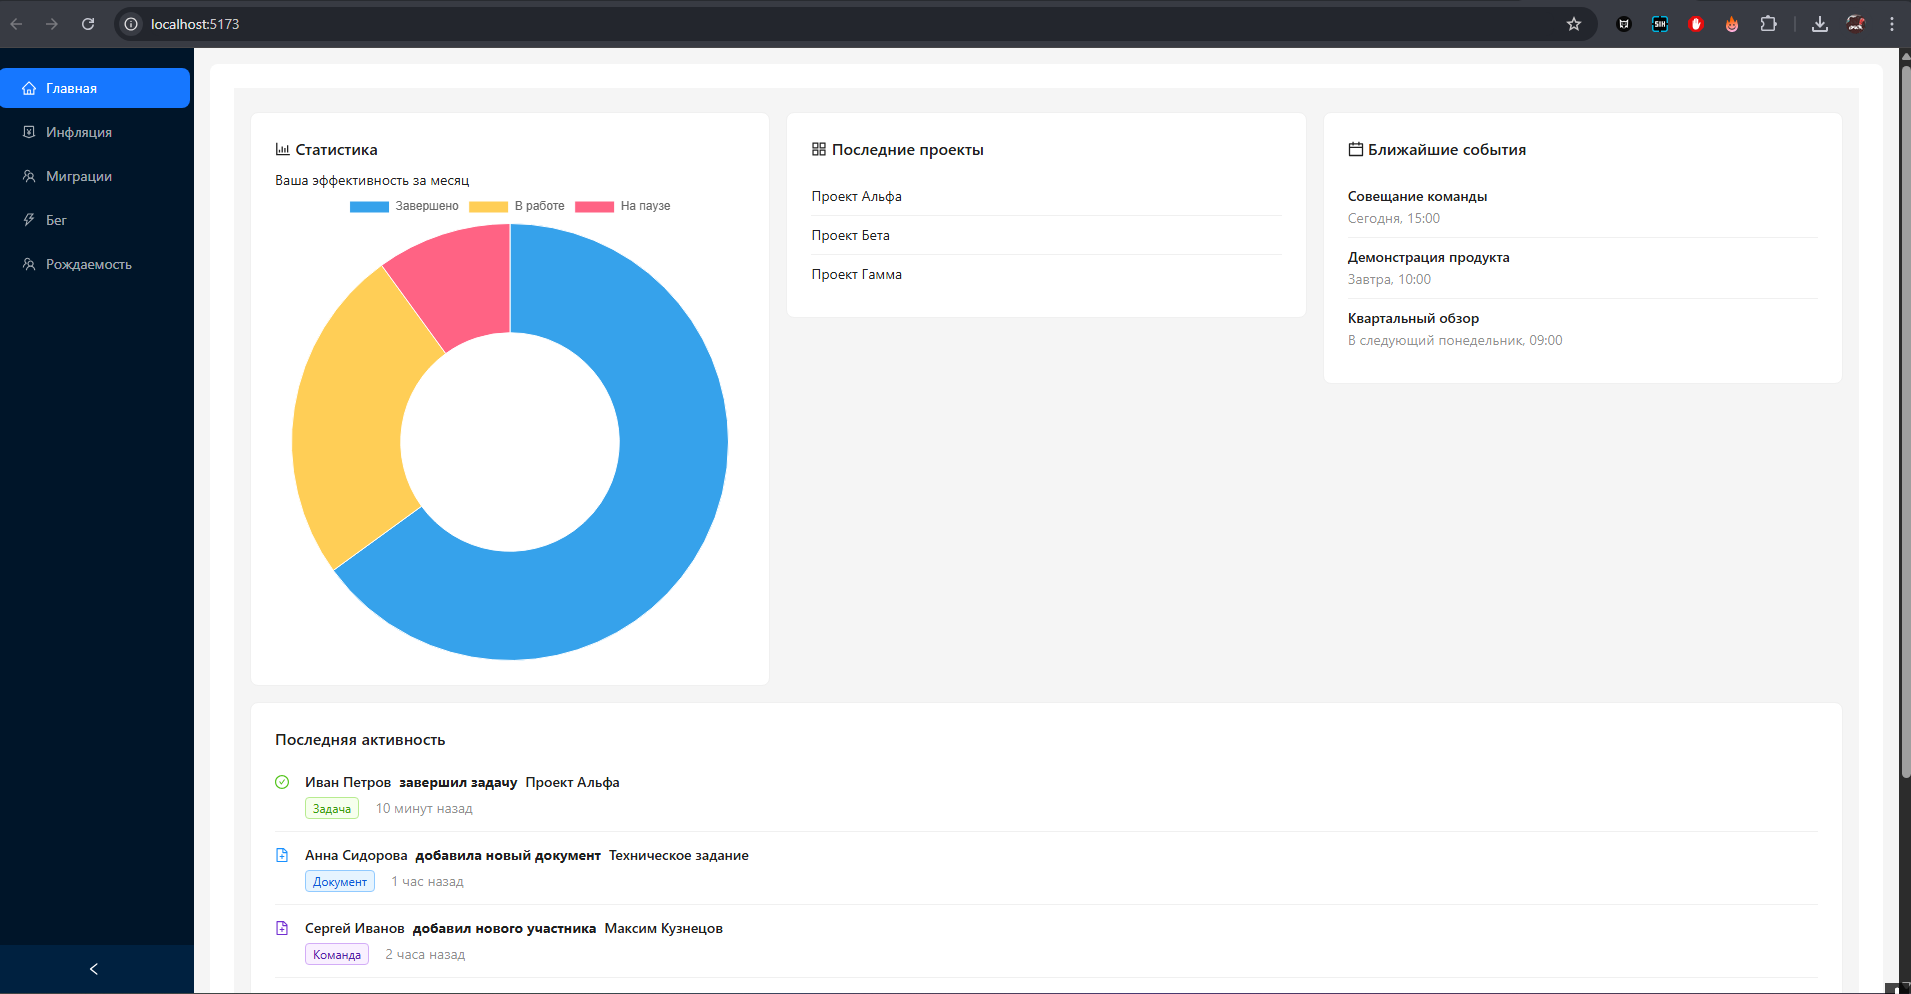 localhost:5173
Главная
Инфляция
Миграции
Бег
Рождаемость
Статистика
Ваша эффективность за месяц
Завершено В работе На паузе
Последние проекты
Проект Альфа
Проект Бета
Проект Гамма
Ближайшие события
Совещание команды
Сегодня, 15:00
Демонстрация продукта
Завтра, 10:00
Квартальный обзор
В следующий понедельник, 09:00
Последняя активность
Иван Петров завершил задачу Проект Альфа
Задача 10 минут назад
Анна Сидорова добавила новый документ Техническое задание
Документ 1 час назад
Сергей Иванов добавил нового участника Максим Кузнецов
Команда 2 часа назад